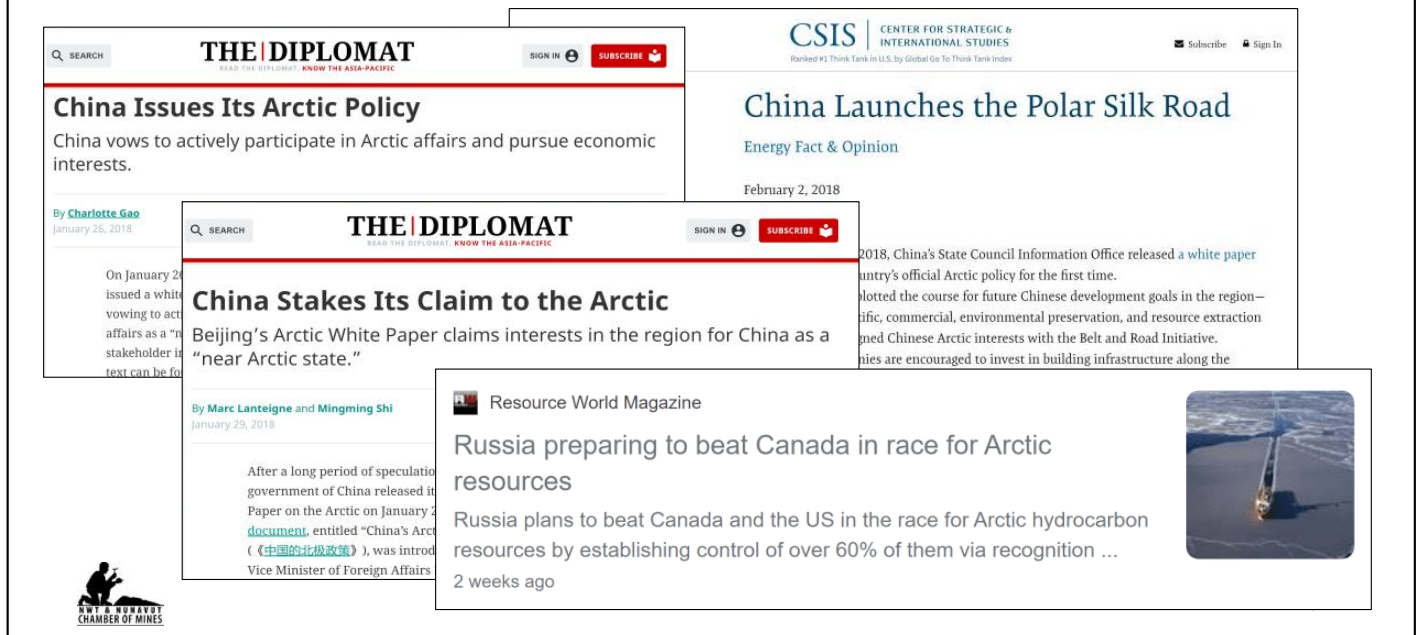 SEARCH
THE|DIPLOMAT
READ THE DIPLOMAT, KNOW THE ASIA-PACIFIC
SIGN IN
SUBSCRIBE
China Issues Its Arctic Policy
China vows to actively participate in Arctic affairs and pursue economic
interests.
By Charlotte Gao
January 26, 2018
On January 2
issued a white
vowing to act
affairs as a "n
stakeholder in
text can be fo
CSIS
CENTER FOR STRATEGIC &
INTERNATIONAL STUDIES
Ranked #1 Think Tank in U.S. by Global Go To Think Tank Index
Subscribe
Sign In
China Launches the Polar Silk Road
Energy Fact & Opinion
February 2, 2018
2018, China's State Council Information Office released a white paper
untry's official Arctic policy for the first time.
plotted the course for future Chinese development goals in the region—
tific, commercial, environmental preservation, and resource extraction
gned Chinese Arctic interests with the Belt and Road Initiative.
nies are encouraged to invest in building infrastructure along the
SEARCH
THE|DIPLOMAT
READ THE DIPLOMAT, KNOW THE ASIA-PACIFIC
SIGN IN
SUBSCRIBE
China Stakes Its Claim to the Arctic
Beijing's Arctic White Paper claims interests in the region for China as a
"near Arctic state."
By Marc Lanteigne and Mingming Shi
January 29, 2018
After a long period of speculatio
government of China released it
Paper on the Arctic on January 2
document, entitled "China's Arct
(《中国的北极政策》), was introd
Vice Minister of Foreign Affairs
Resource World Magazine
Russia preparing to beat Canada in race for Arctic
resources
Russia plans to beat Canada and the US in the race for Arctic hydrocarbon
resources by establishing control of over 60% of them via recognition ...
2 weeks ago
NWT & NUNAVUT
CHAMBER OF MINES